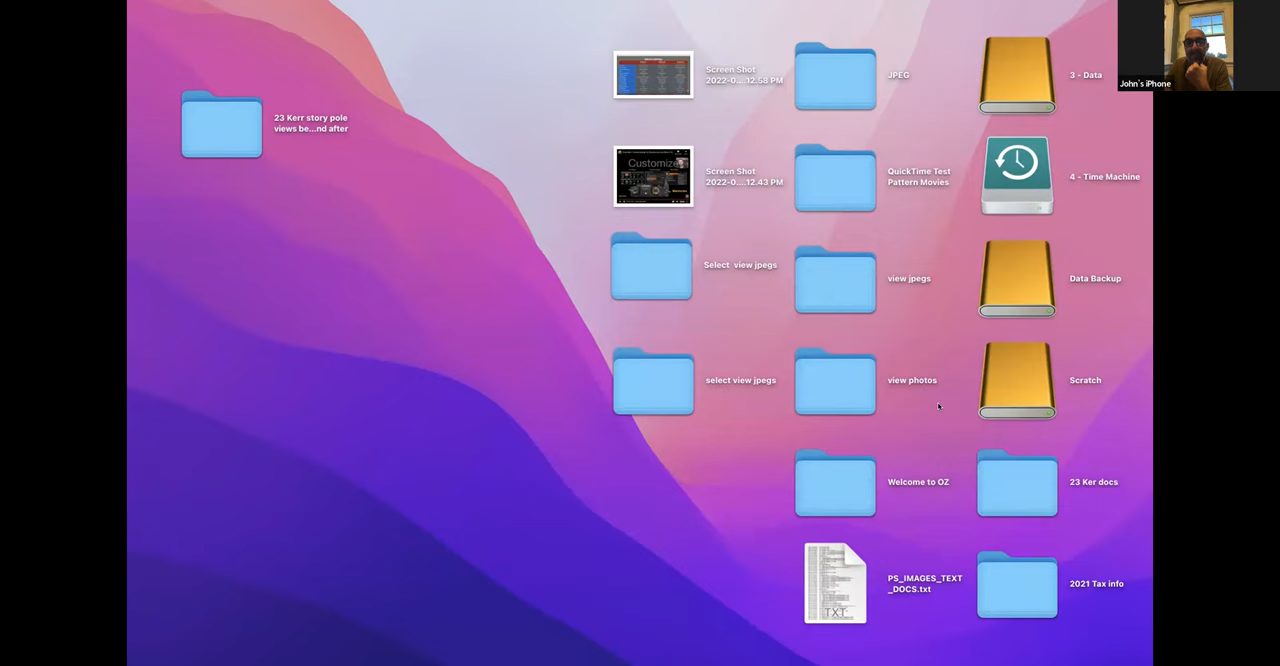 John's iPhone
23 Kerr story pole
views be...nd after
Screen Shot
2022-0....12.58 PM
JPEG
3 - Data
Customize
Screen Shot
2022-0....12.43 PM
QuickTime Test
Pattern Movies
4 - Time Machine
Select view jpegs
view jpegs
Data Backup
select view jpegs
view photos
Scratch
Welcome to OZ
23 Ker docs
TXT
PS_IMAGES_TEXT
_DOCS.txt
2021 Tax info